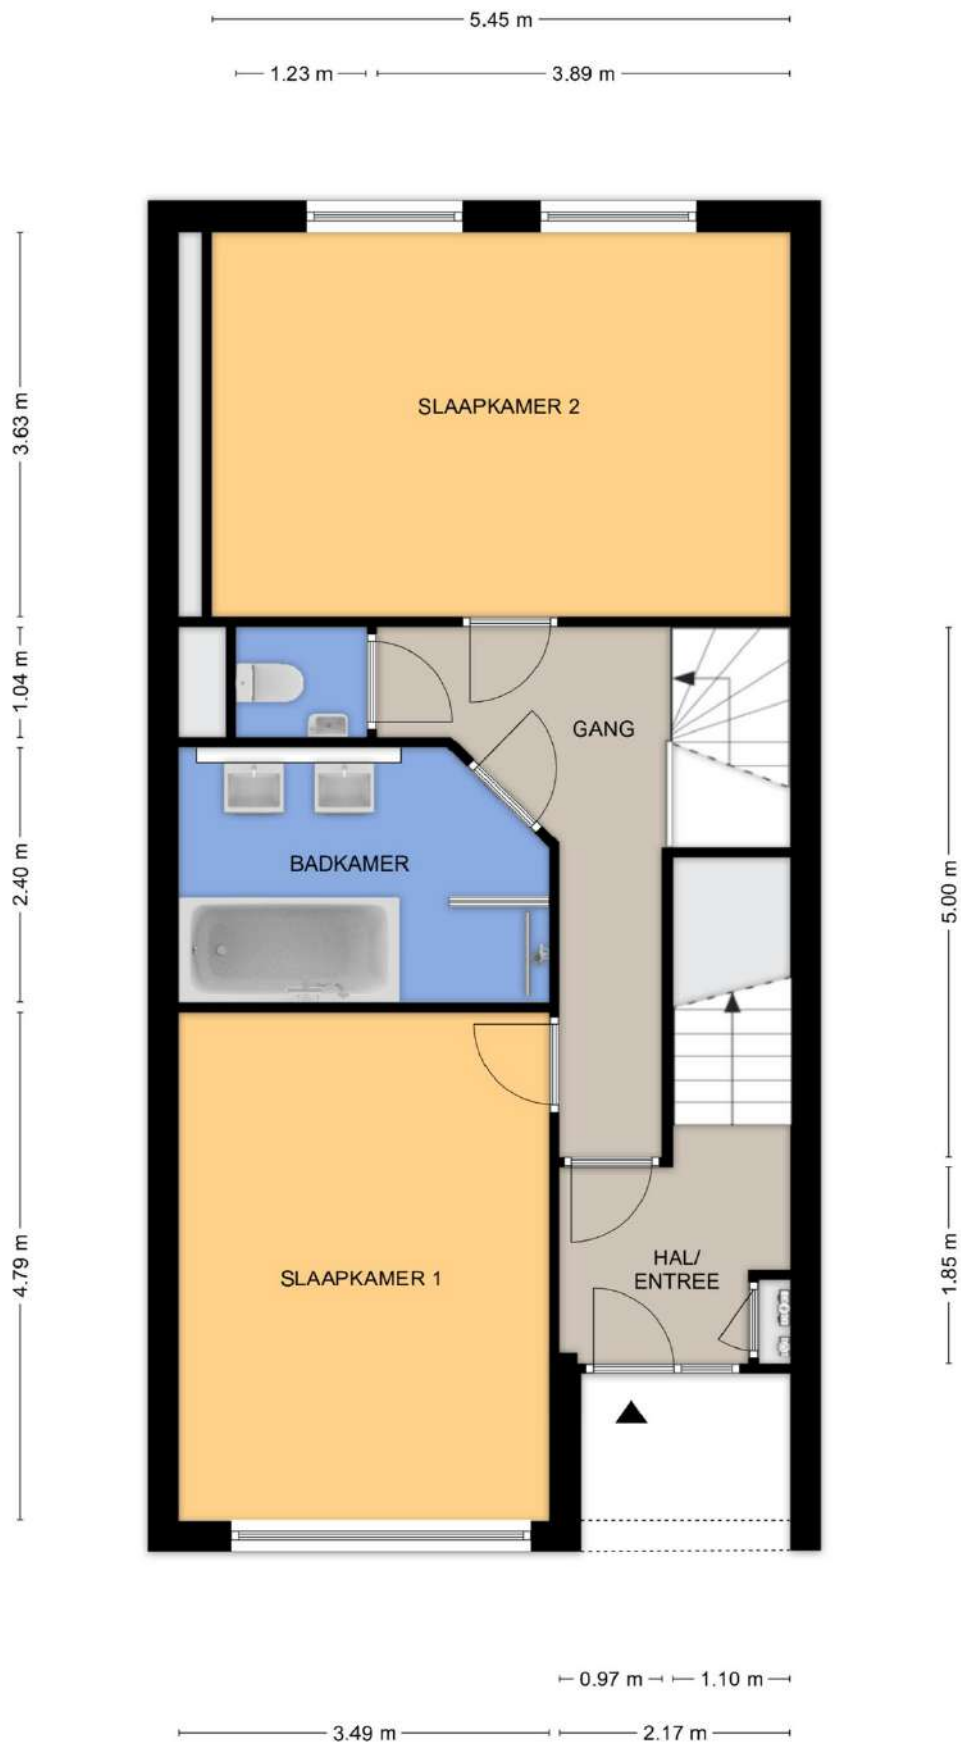 5.45 m
1.23 m
3.89 m
3.63 m
SLAAPKAMER 2
1.04 m
GANG
2.40 m
BADKAMER
5.00 m
4.79 m
SLAAPKAMER 1
HAL/
ENTREE
1.85 m
0.97 m
1.10 m
3.49 m
2.17 m